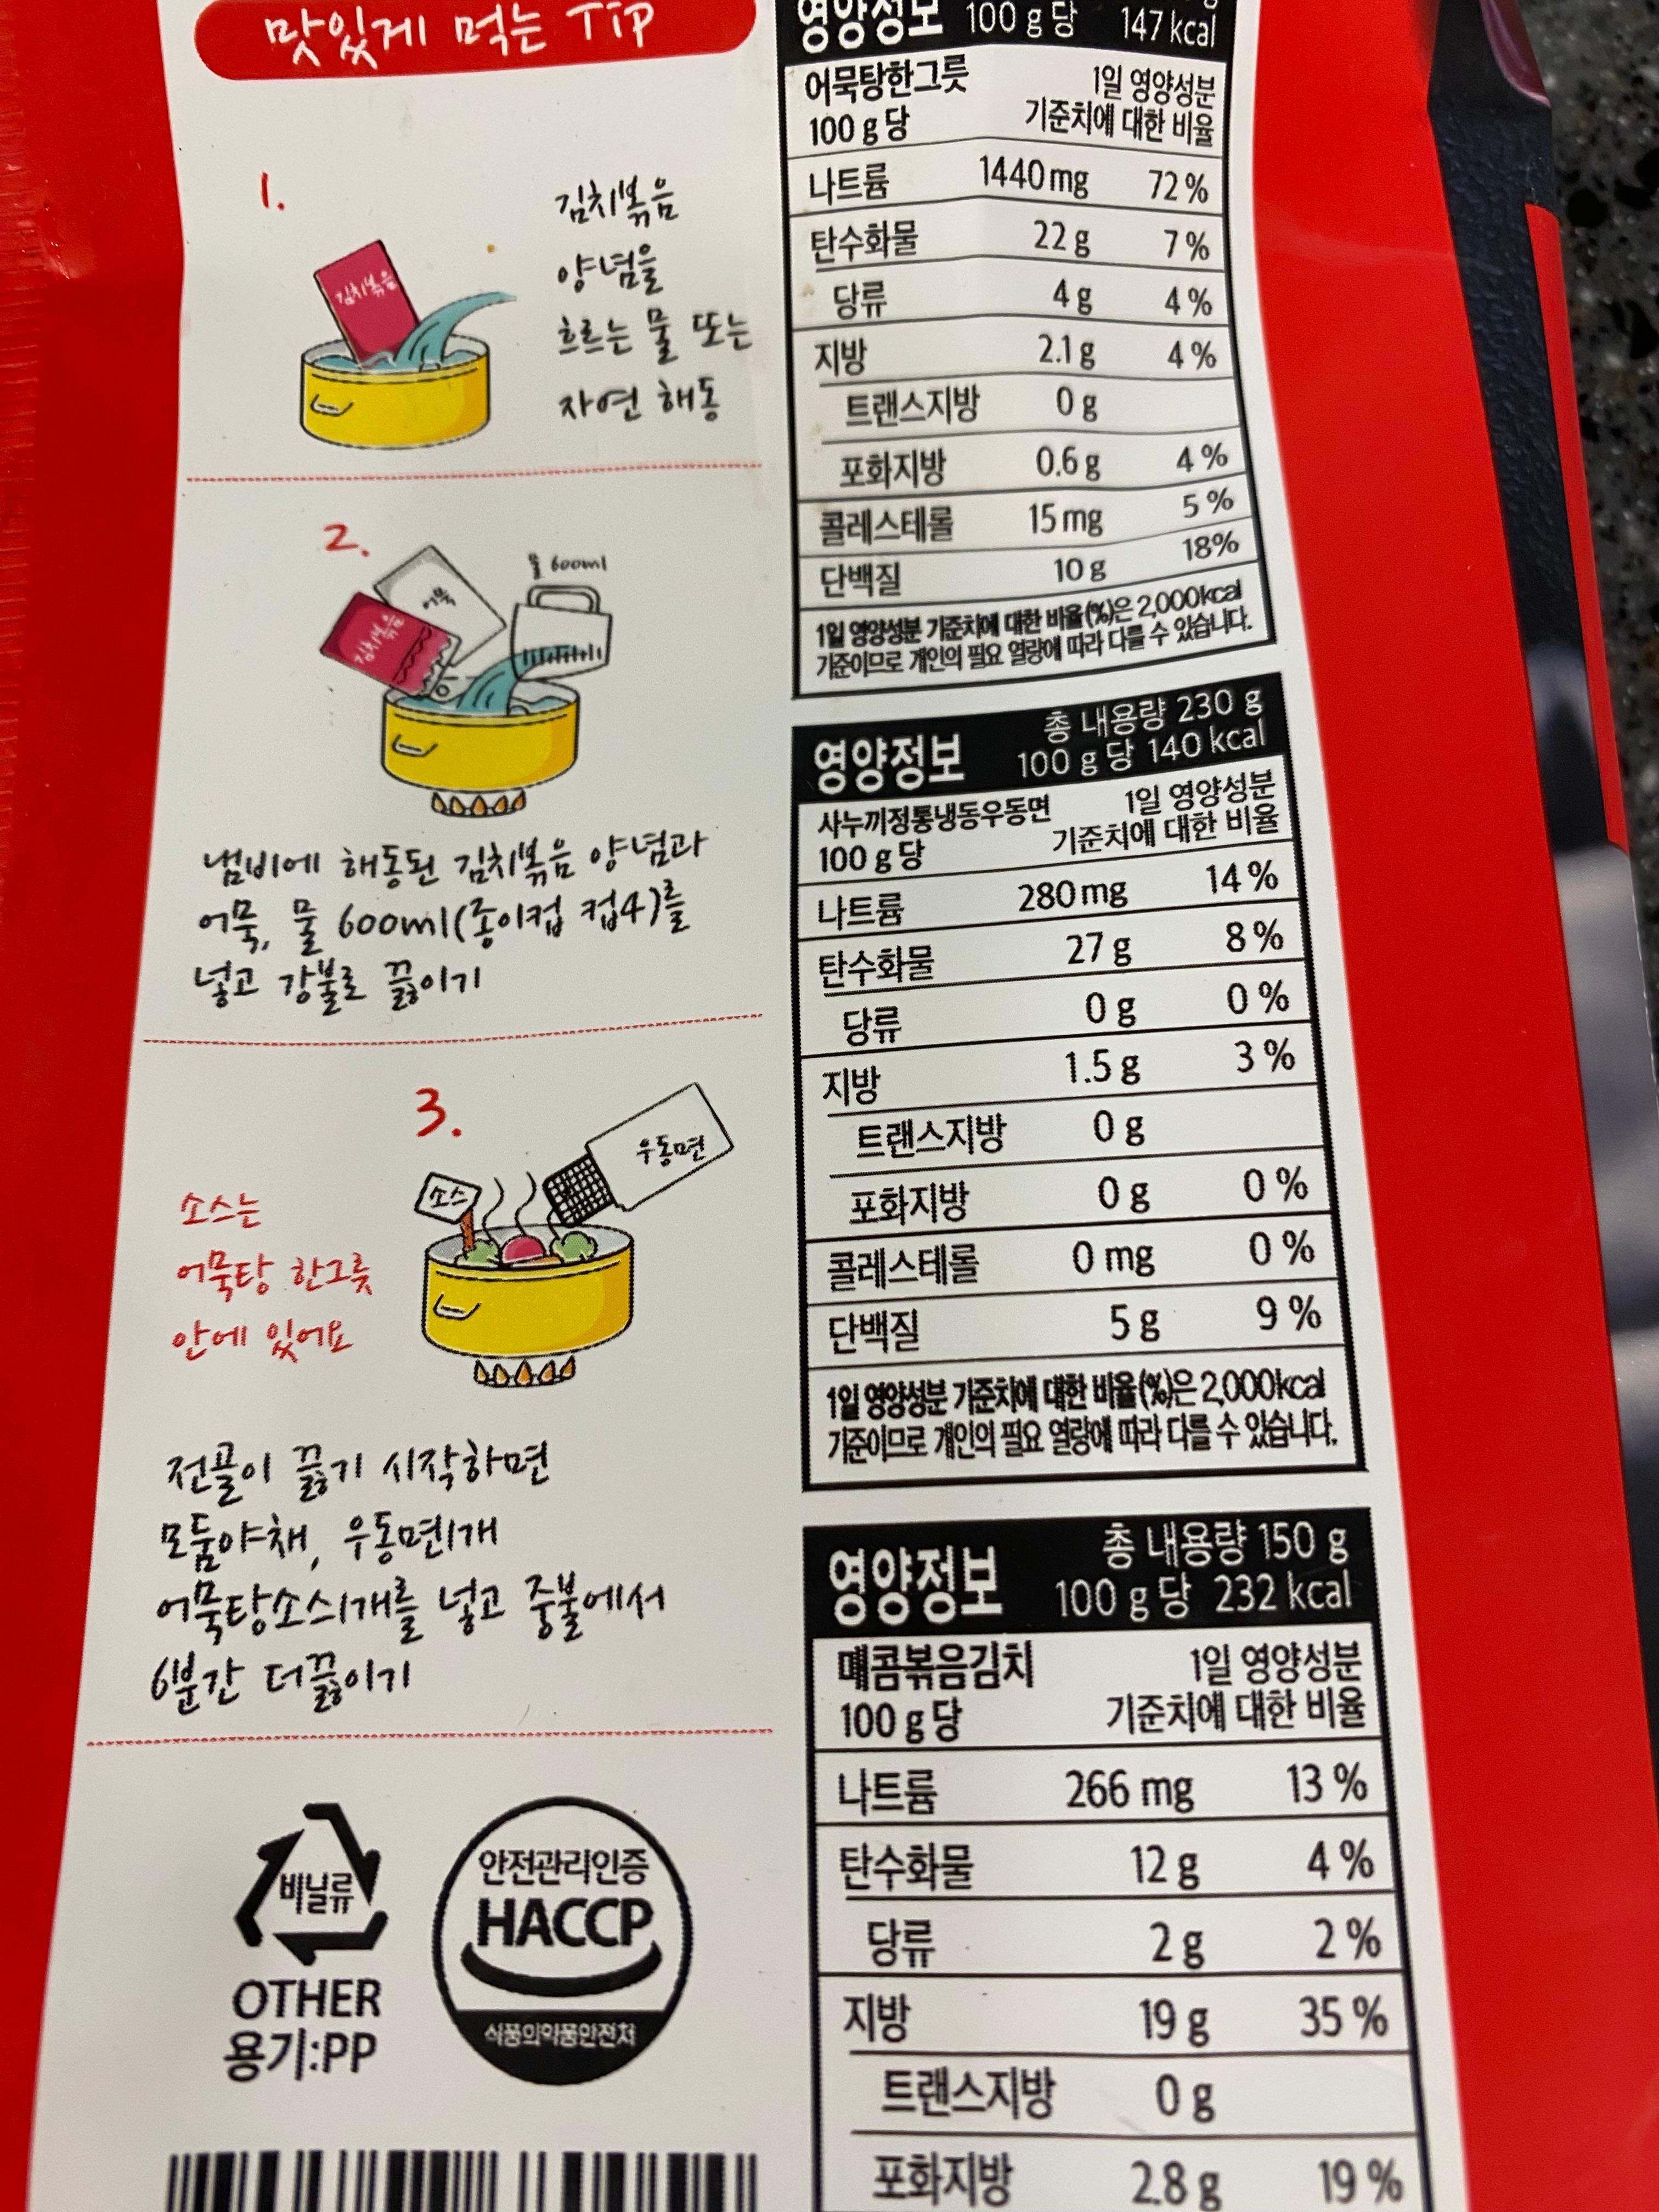 맛있게 먹는 Tip
1.
김치볶음
김치볶음
양념을
흐르는 물 또는
자연 해동
2.
어묵
김치볶음
물 600ml
냄비에 해동된 김치볶음 양념과
어묵, 물 600ml(종이컵 컵4)를
넣고 강불로 끓이기
3.
소스
우동면
소스는
어묵탕 한그릇
안에 있어요
전골이 끓기 시작하면
모둠야채, 우동면1개
어묵탕소스1개를 넣고 중불에서
6분간 더끓이기
비닐류
OTHER
용기:PP
안전관리인증
HACCP
식품의약품안전처
영양정보 100 g 당 147 kcal
어묵탕한그릇 1일 영양성분
100 g 당 기준치에 대한 비율
나트륨 1440 mg 72 %
탄수화물 22 g 7 %
당류 4 g 4 %
지방 2.1 g 4 %
트랜스지방 0 g
포화지방 0.6 g 4 %
콜레스테롤 15 mg 5 %
단백질 10 g 18%
1일 영양성분 기준치에 대한 비율(%)은 2,000kcal
기준이므로 개인의 필요 열량에 따라 다를 수 있습니다.
영양정보 총 내용량 230 g
100 g 당 140 kcal
사누끼정통냉동우동면 1일 영양성분
100 g 당 기준치에 대한 비율
나트륨 280 mg 14 %
탄수화물 27 g 8 %
당류 0 g 0 %
지방 1.5 g 3 %
트랜스지방 0 g
포화지방 0 g 0 %
콜레스테롤 0 mg 0 %
단백질 5 g 9 %
1일 영양성분 기준치에 대한 비율(%)은 2,000kcal
기준이므로 개인의 필요 열량에 따라 다를 수 있습니다.
영양정보 총 내용량 150 g
100 g 당 232 kcal
매콤볶음김치 1일 영양성분
100 g 당 기준치에 대한 비율
나트륨 266 mg 13 %
탄수화물 12 g 4 %
당류 2 g 2 %
지방 19 g 35 %
트랜스지방 0 g
포화지방 2.8 g 19 %